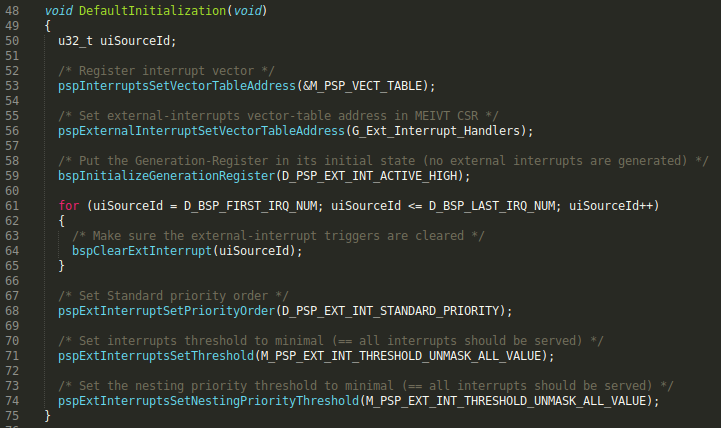 48 void DefaultInitialization(void)
49 {
50 u32_t uiSourceId;
51
52 /* Register interrupt vector */
53 pspInterruptsSetVectorTableAddress(&M_PSP_VECT_TABLE);
54
55 /* Set external-interrupts vector-table address in MEIVT CSR */
56 pspExternalInterruptSetVectorTableAddress(G_Ext_Interrupt_Handlers);
57
58 /* Put the Generation-Register in its initial state (no external interrupts are generated) */
59 bspInitializeGenerationRegister(D_PSP_EXT_INT_ACTIVE_HIGH);
60
61 for (uiSourceId = D_BSP_FIRST_IRQ_NUM; uiSourceId <= D_BSP_LAST_IRQ_NUM; uiSourceId++)
62 {
63 /* Make sure the external-interrupt triggers are cleared */
64 bspClearExtInterrupt(uiSourceId);
65 }
66
67 /* Set Standard priority order */
68 pspExtInterruptSetPriorityOrder(D_PSP_EXT_INT_STANDARD_PRIORITY);
69
70 /* Set interrupts threshold to minimal (== all interrupts should be served) */
71 pspExtInterruptsSetThreshold(M_PSP_EXT_INT_THRESHOLD_UNMASK_ALL_VALUE);
72
73 /* Set the nesting priority threshold to minimal (== all interrupts should be served) */
74 pspExtInterruptsSetNestingPriorityThreshold(M_PSP_EXT_INT_THRESHOLD_UNMASK_ALL_VALUE);
75 }